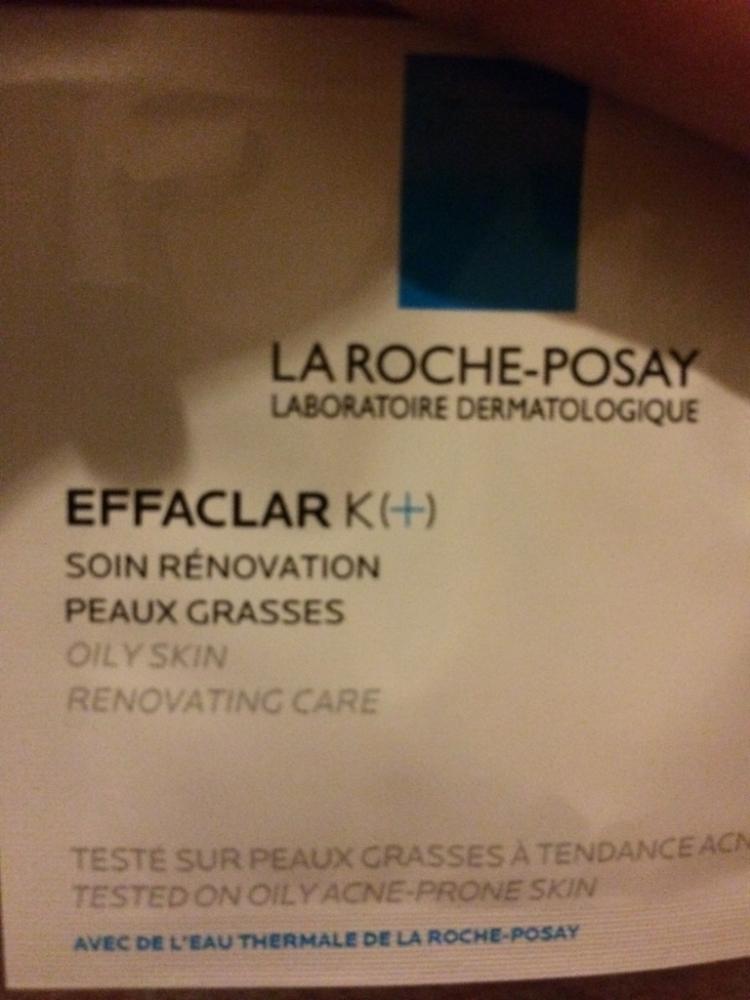 LA ROCHE-POSAY
LABORATOIRE DERMATOLOGIQUE
EFFACLAR K(+)
SOIN RÉNOVATION
PEAUX GRASSES
OILY SKIN
RENOVATING CARE
TESTÉ SUR PEAUX GRASSES À TENDANCE ACN
TESTED ON OILY ACNE-PRONE SKIN
AVEC DE L'EAU THERMALE DE LA ROCHE-POSAY